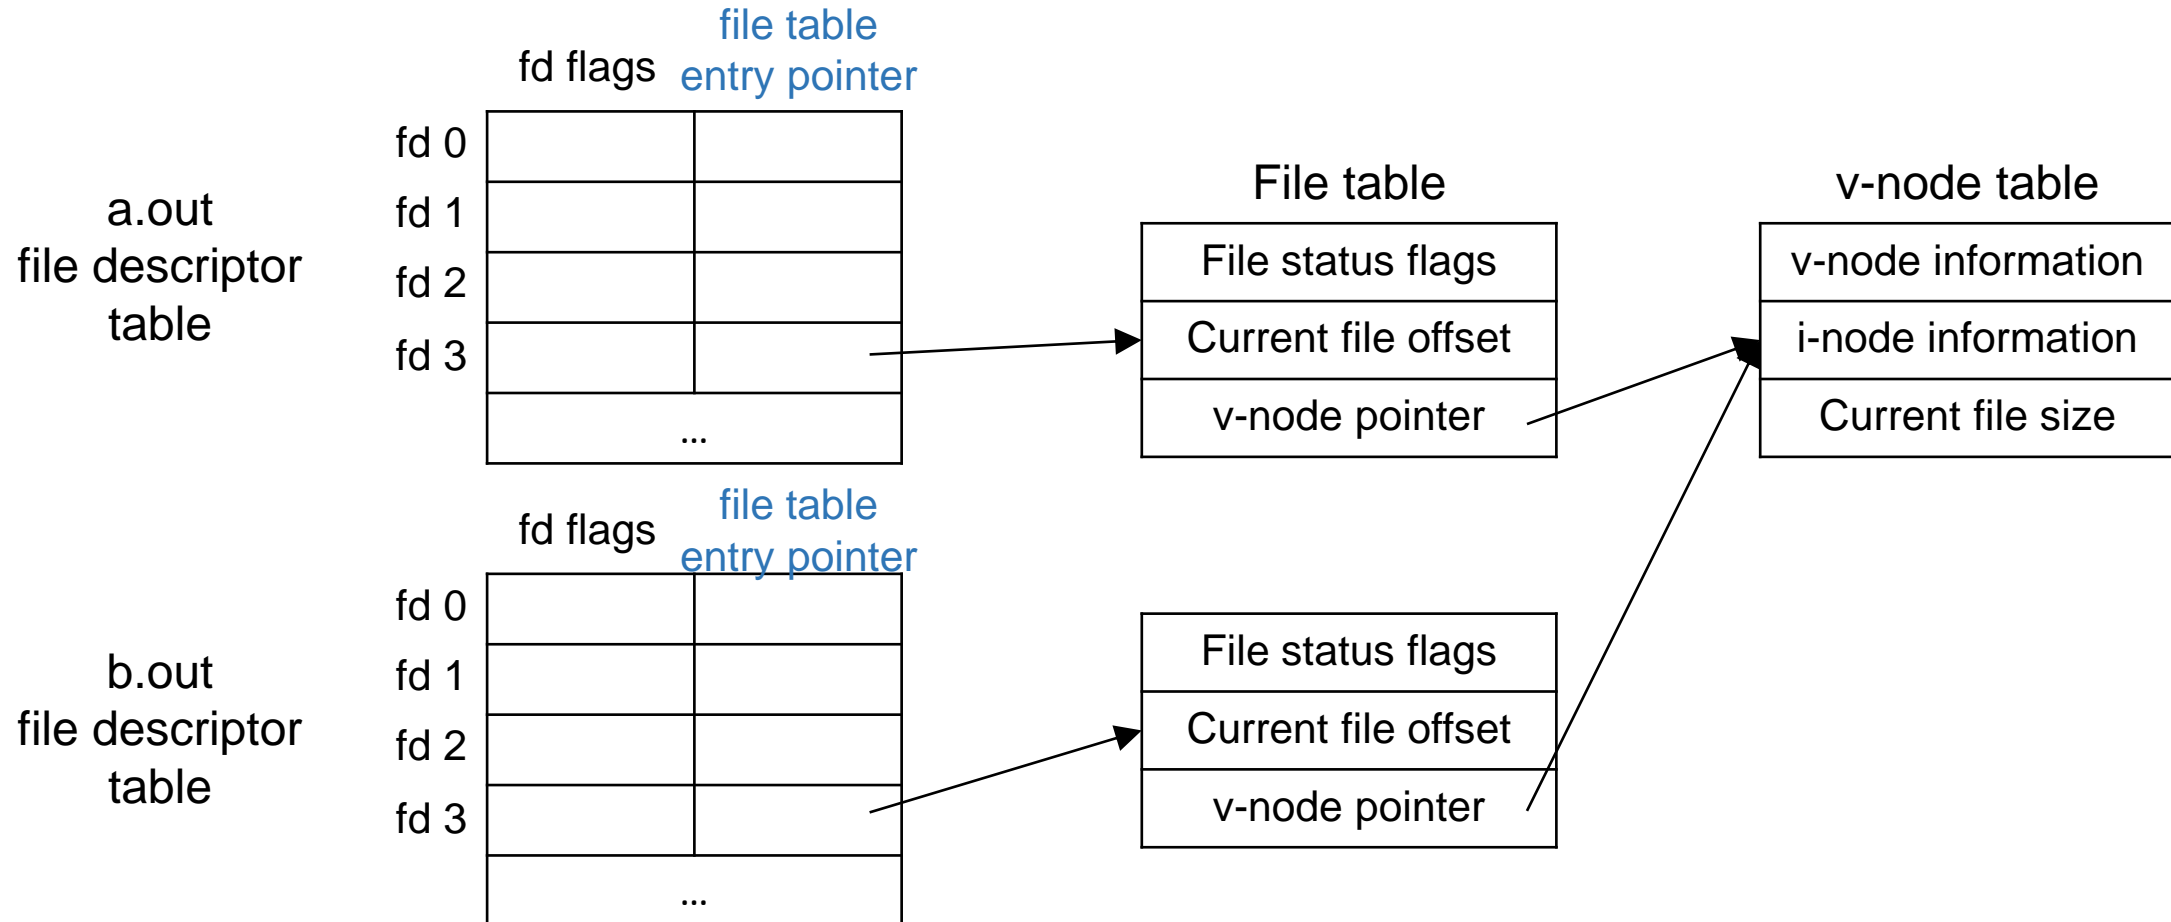 fd flags
file table
entry pointer
a.out
file descriptor
table
fd 0
fd 1
fd 2
fd 3
...
File table
File status flags
Current file offset
v-node pointer
v-node table
v-node information
i-node information
Current file size
fd flags
file table
entry pointer
b.out
file descriptor
table
fd 0
fd 1
fd 2
fd 3
...
File status flags
Current file offset
v-node pointer